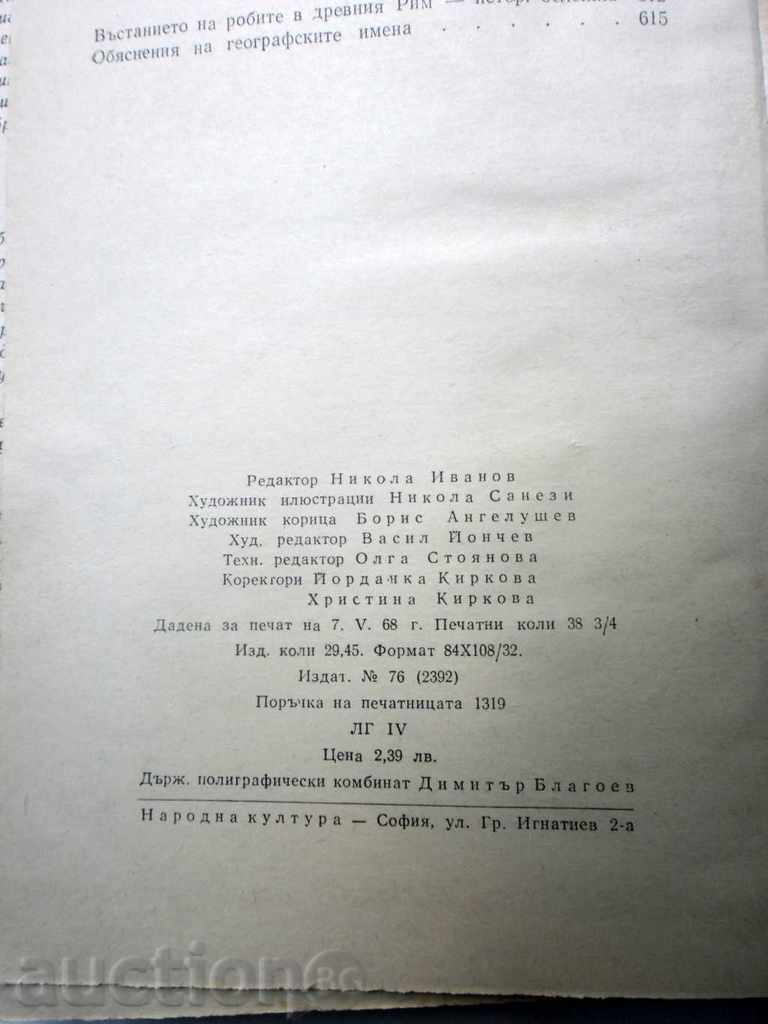 Въстанието на робите в древния Рим —
Обяснения на географските имена . . . . . . 615
Редактор Никола Иванов
Художник илюстрации Никола Санези
Художник корица Борис Ангелушев
Худ. редактор Васил Йончев
Техн. редактор Олга Стоянова
Коректори Йорданка Киркова
Христина Киркова
Дадена за печат на 7. V. 68 г. Печатни коли 38 3/4
Изд. коли 29,45. Формат 84X108/32.
Издат. № 76 (2392)
Поръчка на печатницата 1319
ЛГ IV
Цена 2,39 лв.
Държ. полиграфически комбинат Димитър Благоев
Народна култура — София, ул. Гр. Игнатиев 2-а
auction.BG